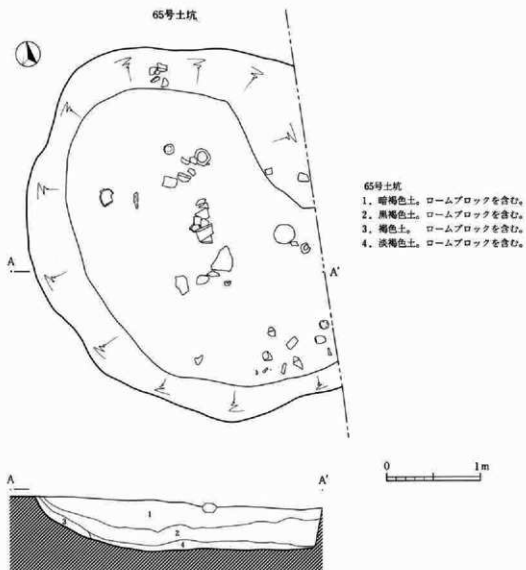 65号土坑
65号土坑
1. 暗褐色土。ロームブロックを含む。
2. 黒褐色土。ロームブロックを含む。
3. 褐色土。ロームブロックを含む。
4. 淡褐色土。ロームブロックを含む。
A
A'
0 1m
A
A'
1
2
3
4